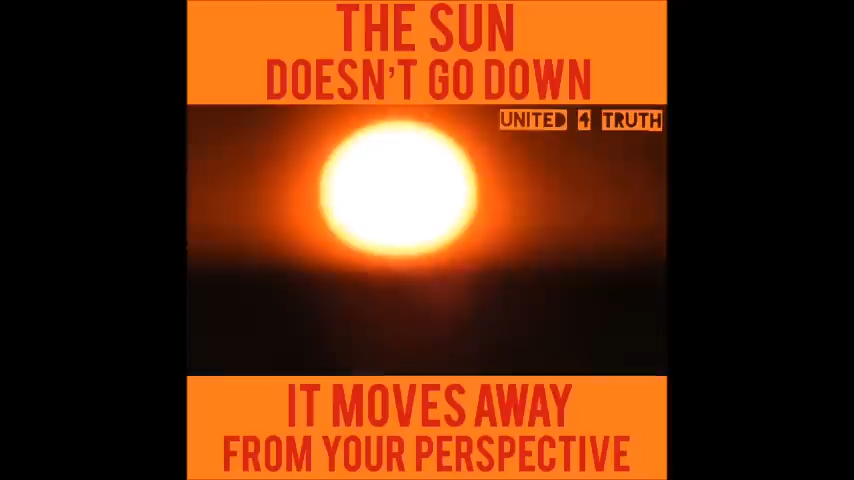 THE SUN
DOESN'T GO DOWN
UNITED 4 TRUTH
IT MOVES AWAY
FROM YOUR PERSPECTIVE